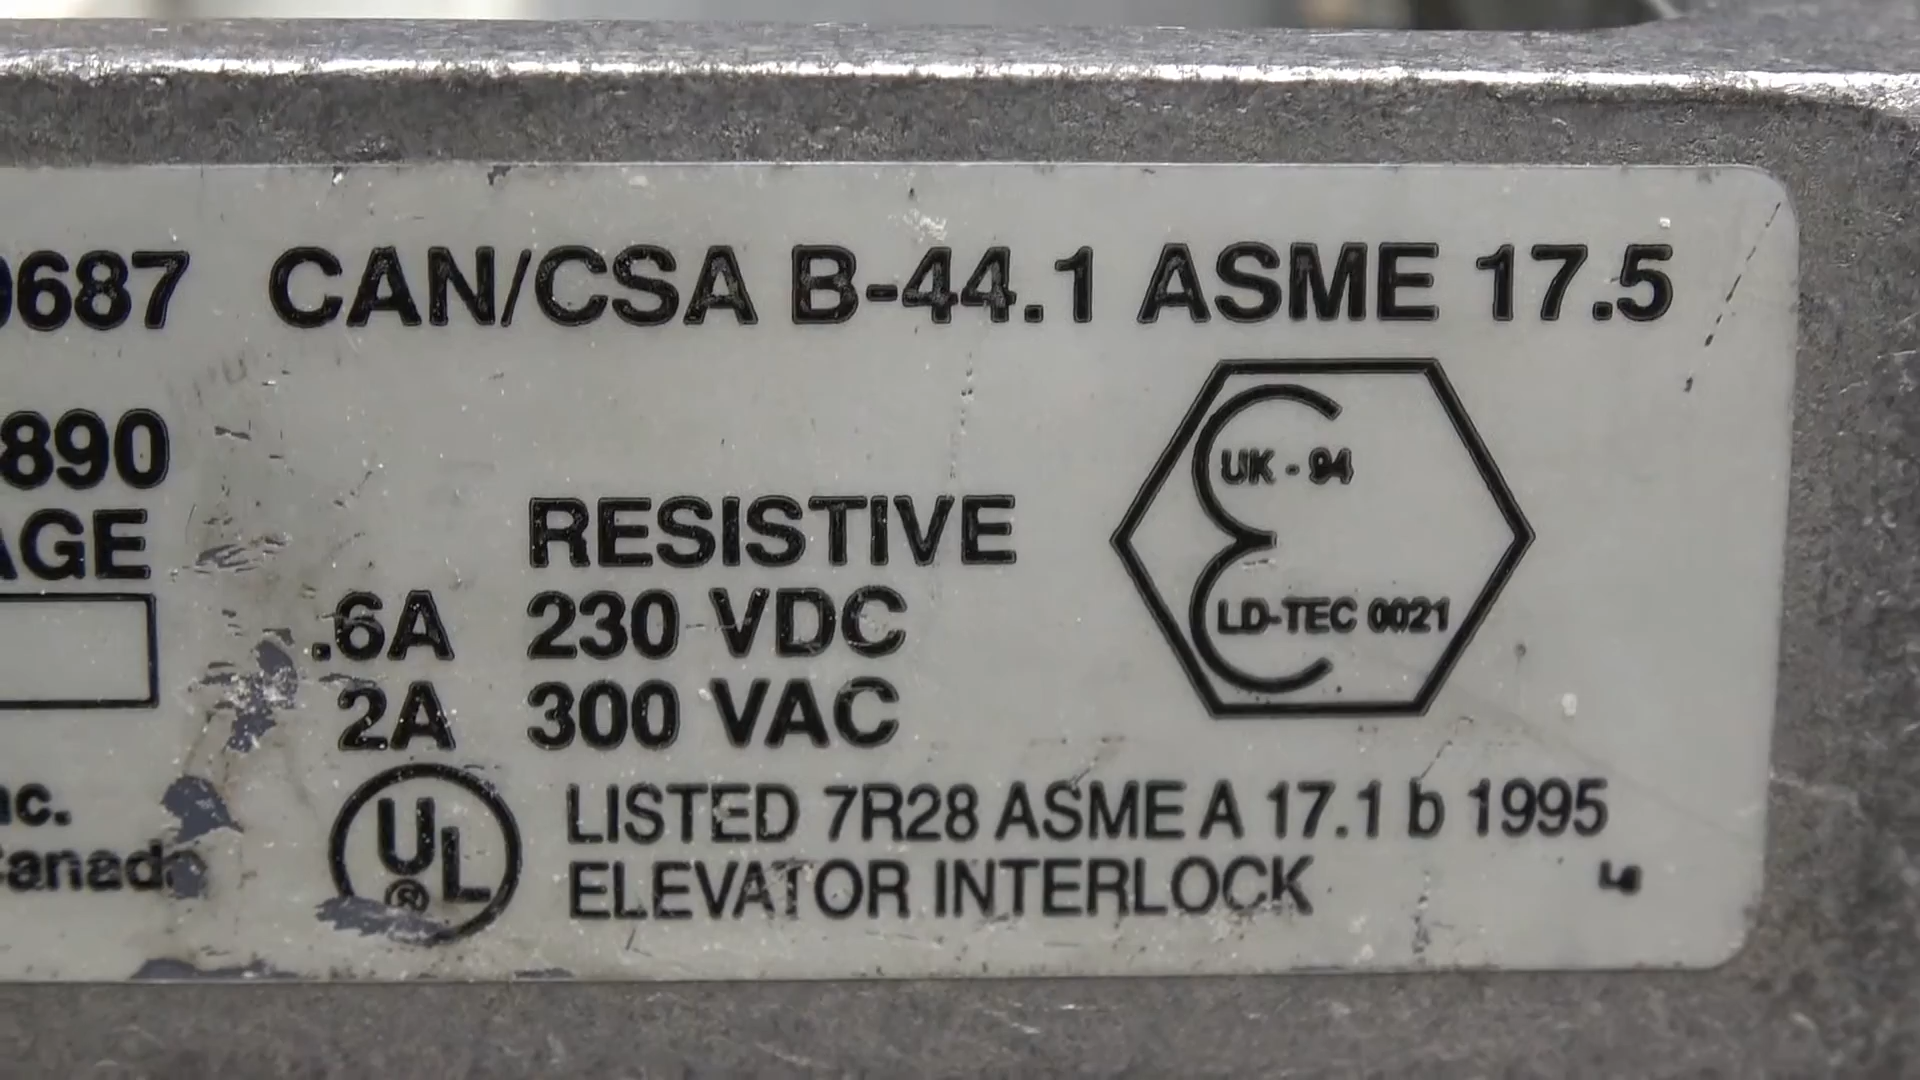 0687 CAN/CSA B-44.1 ASME 17.5
890
AGE
RESISTIVE
.6A 230 VDC
2A 300 VAC
UK - 94
LD-TEC 0021
nc.
Canada
UL ®
LISTED 7R28 ASME A 17.1 b 1995
ELEVATOR INTERLOCK